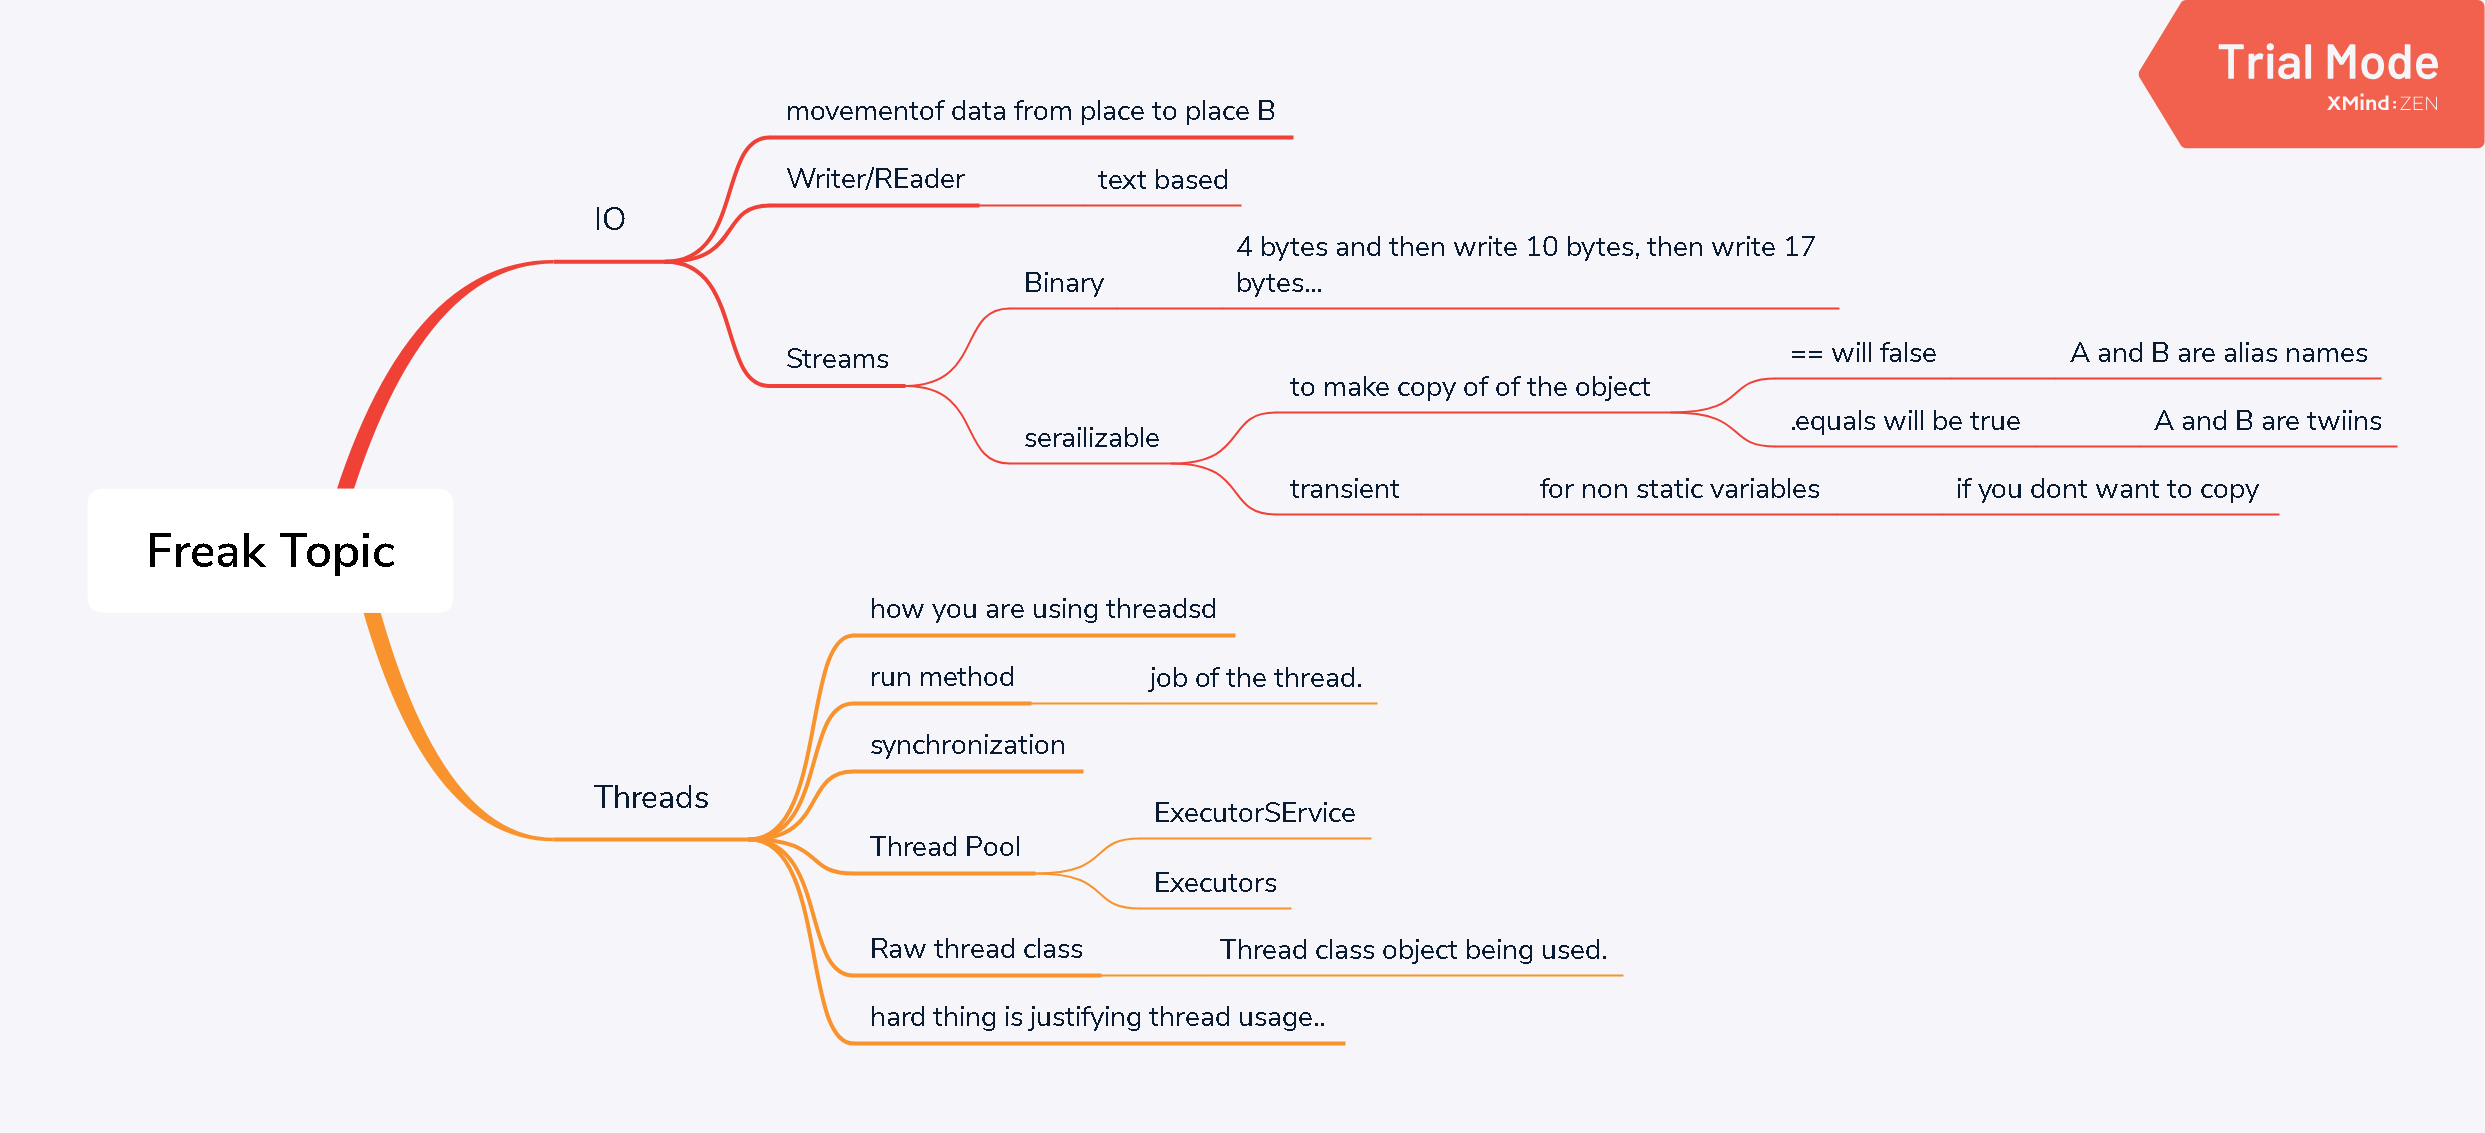 Trial Mode
XMind:ZEN
Freak Topic
IO
movementof data from place to place B
Writer/REader
text based
Streams
Binary
4 bytes and then write 10 bytes, then write 17
bytes...
serailizable
to make copy of of the object
== will false
A and B are alias names
.equals will be true
A and B are twiins
transient
for non static variables
if you dont want to copy
Threads
how you are using threadsd
run method
job of the thread.
synchronization
Thread Pool
ExecutorSErvice
Executors
Raw thread class
Thread class object being used.
hard thing is justifying thread usage..